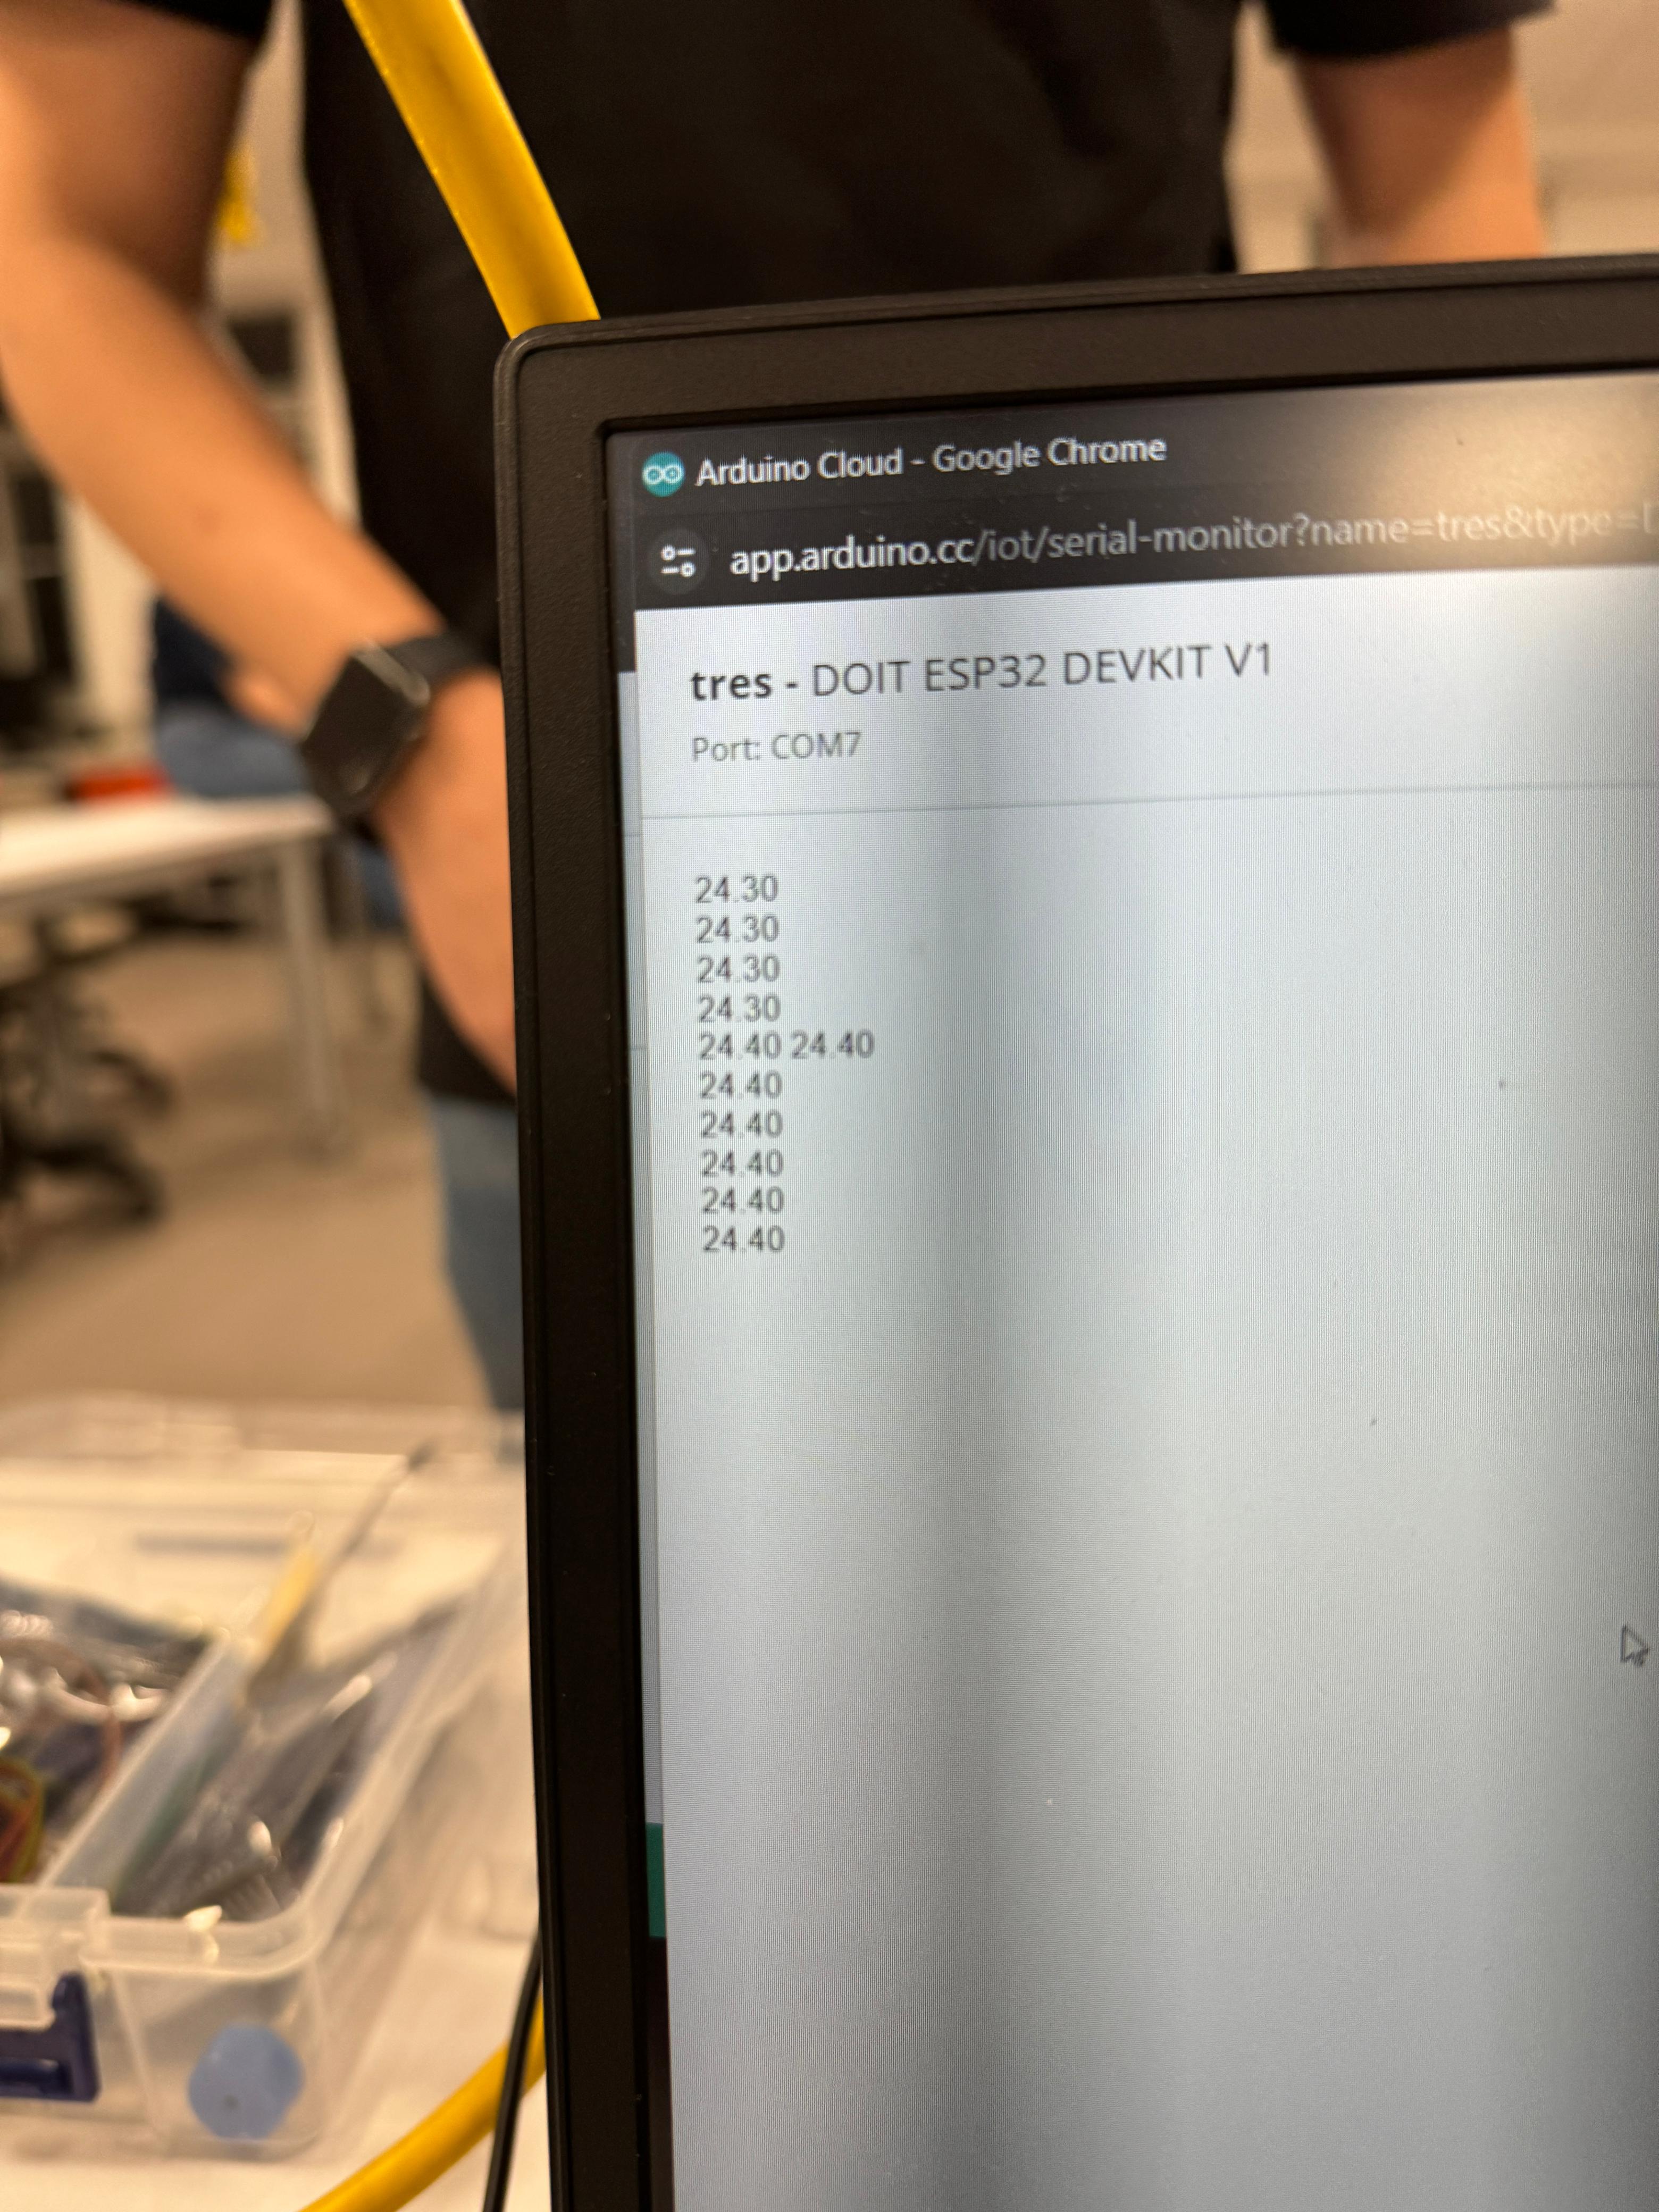 Arduino Cloud - Google Chrome
app.arduino.cc/iot/serial-monitor?name=tres&type=
tres - DOIT ESP32 DEVKIT V1
Port: COM7
24.30
24.30
24.30
24.30
24.40 24.40
24.40
24.40
24.40
24.40
24.40